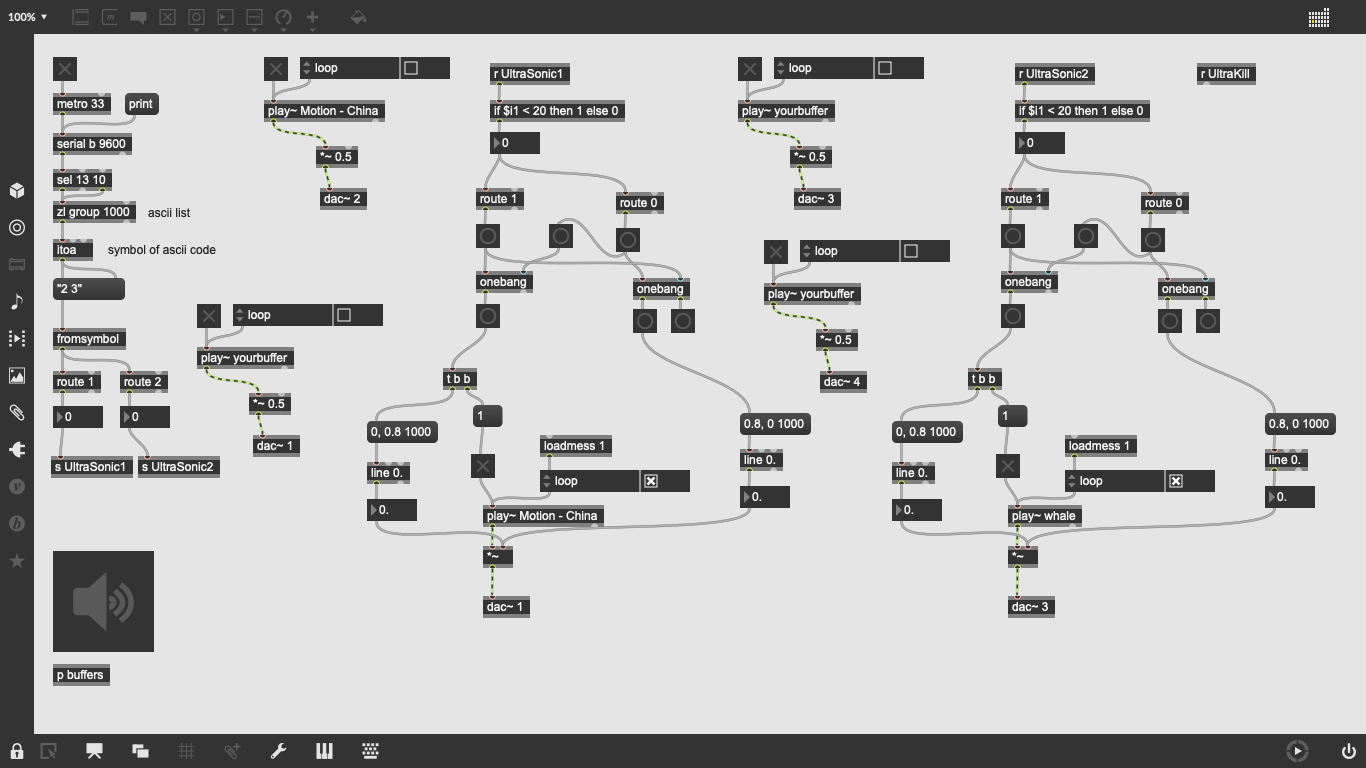 100%
metro 33
print
serial b 9600
sel 13 10
zl group 1000
ascii list
itoa
symbol of ascii code
"2 3"
fromsymbol
route 1
route 2
0
0
s UltraSonic1
s UltraSonic2
p buffers
loop
play~ Motion - China
*~ 0.5
dac~ 2
loop
play~ yourbuffer
*~ 0.5
dac~ 1
r UltraSonic1
if $i1 < 20 then 1 else 0
0
route 1
route 0
onebang
onebang
t b b
1
0, 0.8 1000
0.8, 0 1000
line 0.
line 0.
0.
0.
loadmess 1
loop
play~ Motion - China
*~
dac~ 1
loop
play~ yourbuffer
*~ 0.5
dac~ 3
loop
play~ yourbuffer
*~ 0.5
dac~ 4
r UltraSonic2
if $i1 < 20 then 1 else 0
0
route 1
route 0
onebang
onebang
t b b
1
0, 0.8 1000
0.8, 0 1000
line 0.
line 0.
0.
0.
loadmess 1
loop
play~ whale
*~
dac~ 3
r UltraKill